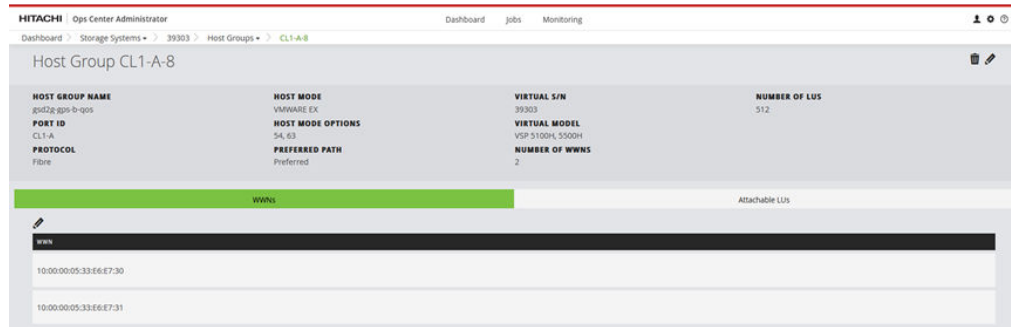 HITACHI Ops Center Administrator Dashboard Jobs Monitoring
Dashboard > Storage Systems > 39303 > Host Groups > CL1-A-8
Host Group CL1-A-8
HOST GROUP NAME HOST MODE VIRTUAL S/N NUMBER OF LUS
gsd2g-gps-b-qos VMWARE EX 39303 512
PORT ID HOST MODE OPTIONS VIRTUAL MODEL
CL1-A 54, 63 VSP 5100H, 5500H
PROTOCOL PREFERRED PATH NUMBER OF WWNS
Fibre Preferred 2
WWNs Attachable LUs
WWN
10:00:00:05:33:E6:E7:30
10:00:00:05:33:E6:E7:31